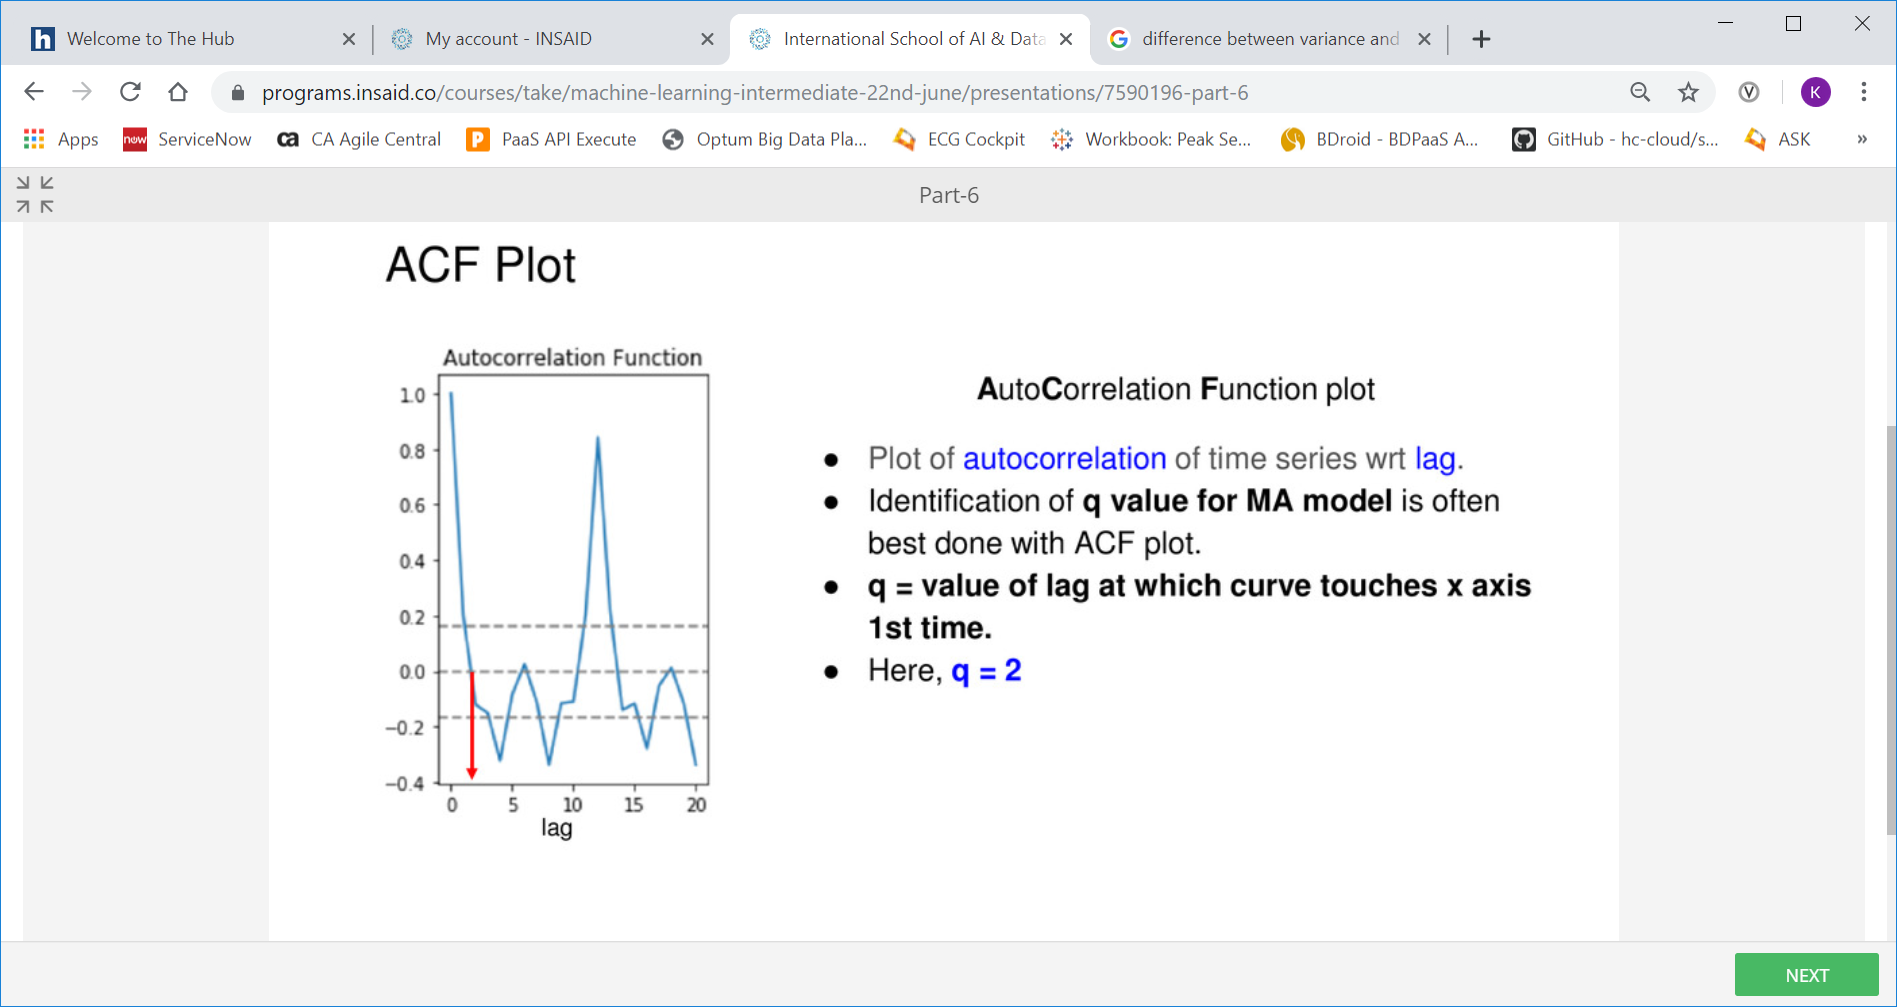 Welcome to The Hub
My account - INSAID
International School of AI & Data
difference between variance and
programs.insaid.co/courses/take/machine-learning-intermediate-22nd-june/presentations/7590196-part-6
V
K
Apps
now ServiceNow
ca CA Agile Central
P PaaS API Execute
Optum Big Data Pla...
ECG Cockpit
Workbook: Peak Se...
BDroid - BDPaaS A...
GitHub - hc-cloud/s...
ASK
»
Part-6
ACF Plot
Autocorrelation Function
1.0
0.8
0.6
0.4
0.2
0.0
−0.2
−0.4
0 5 10 15 20
lag
AutoCorrelation Function plot
● Plot of autocorrelation of time series wrt lag.
● Identification of q value for MA model is often
best done with ACF plot.
● q = value of lag at which curve touches x axis
1st time.
● Here, q = 2
NEXT